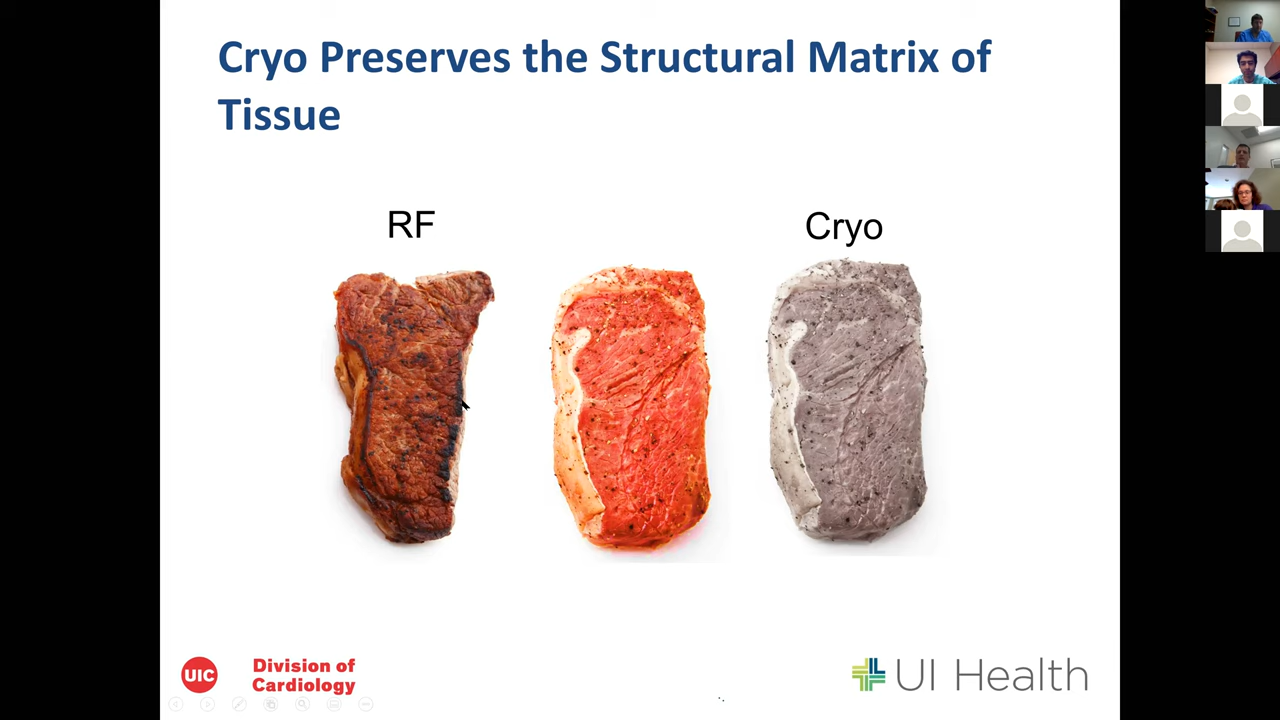 Cryo Preserves the Structural Matrix of
Tissue
RF
Cryo
UIC
Division of
Cardiology
UI Health